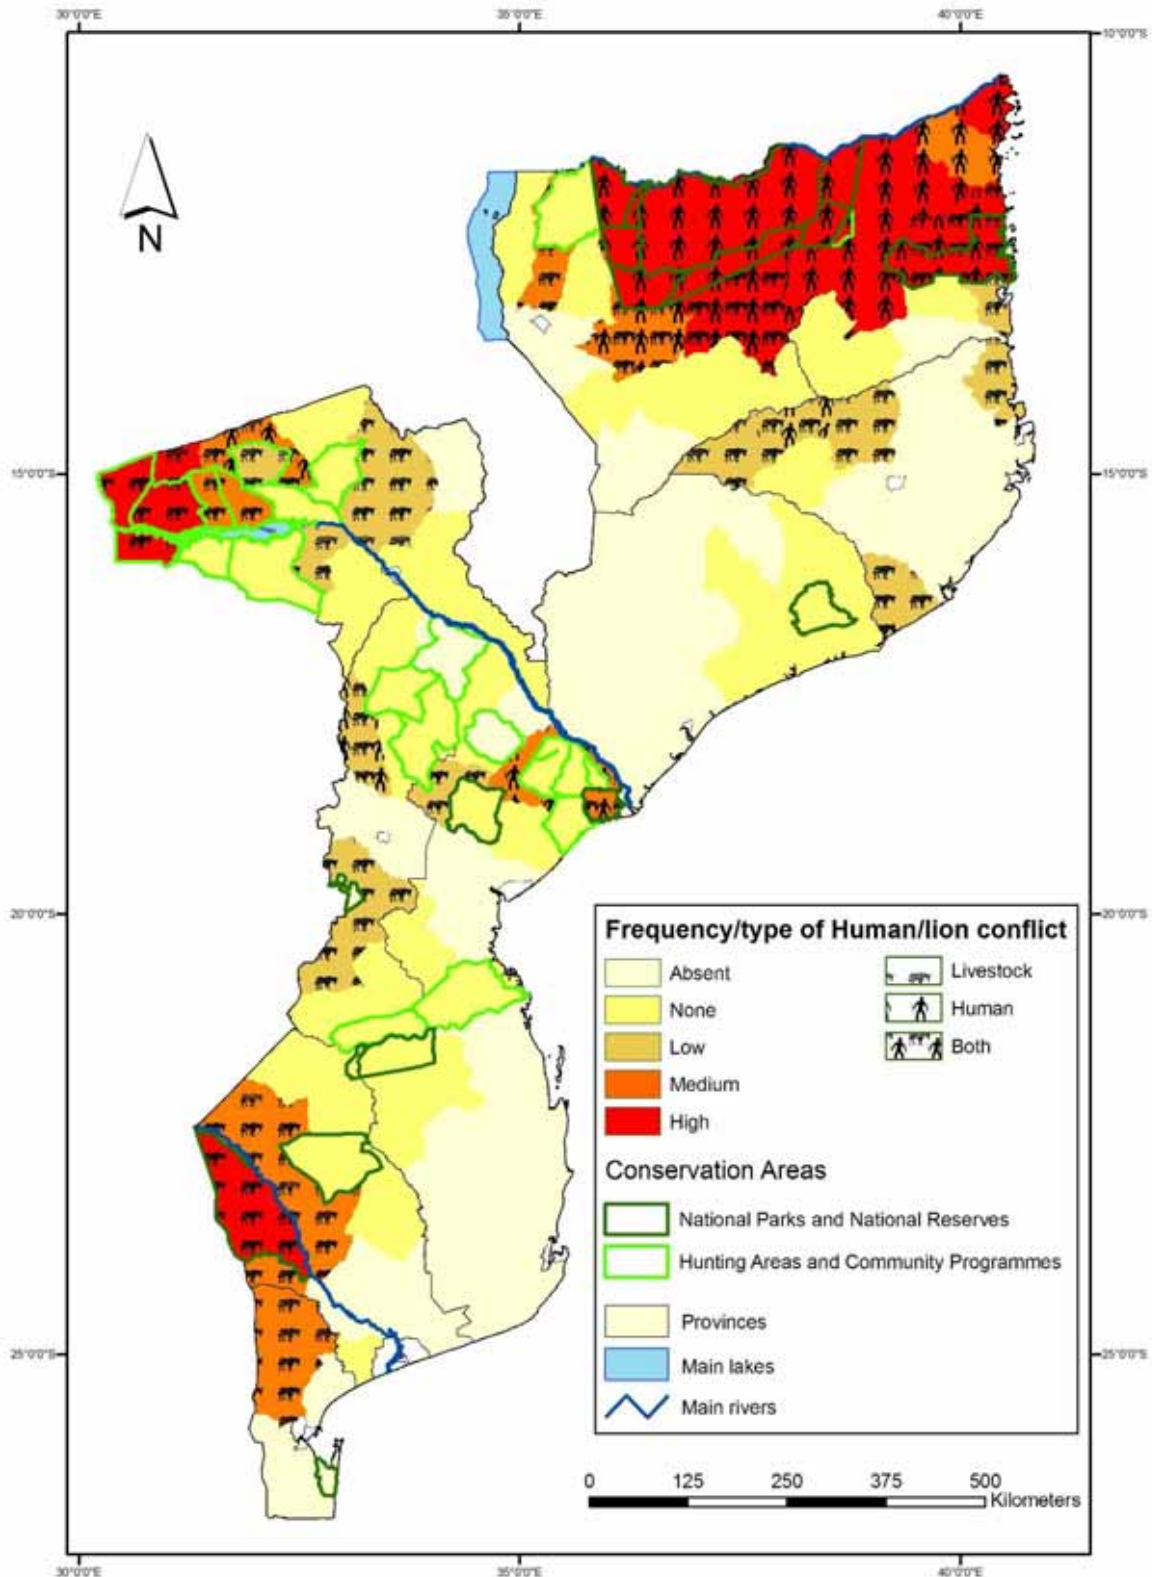 30°0'0"E 35°0'0"E 40°0'0"E
10°0'0"S
N
15°0'0"S 15°0'0"S
20°0'0"S 20°0'0"S
Frequency/type of Human/lion conflict
Absent Livestock
None Human
Low Both
Medium
High
Conservation Areas
National Parks and National Reserves
Hunting Areas and Community Programmes
Provinces
Main lakes
Main rivers
25°0'0"S 25°0'0"S
0 125 250 375 500
Kilometers
30°0'0"E 35°0'0"E 40°0'0"E